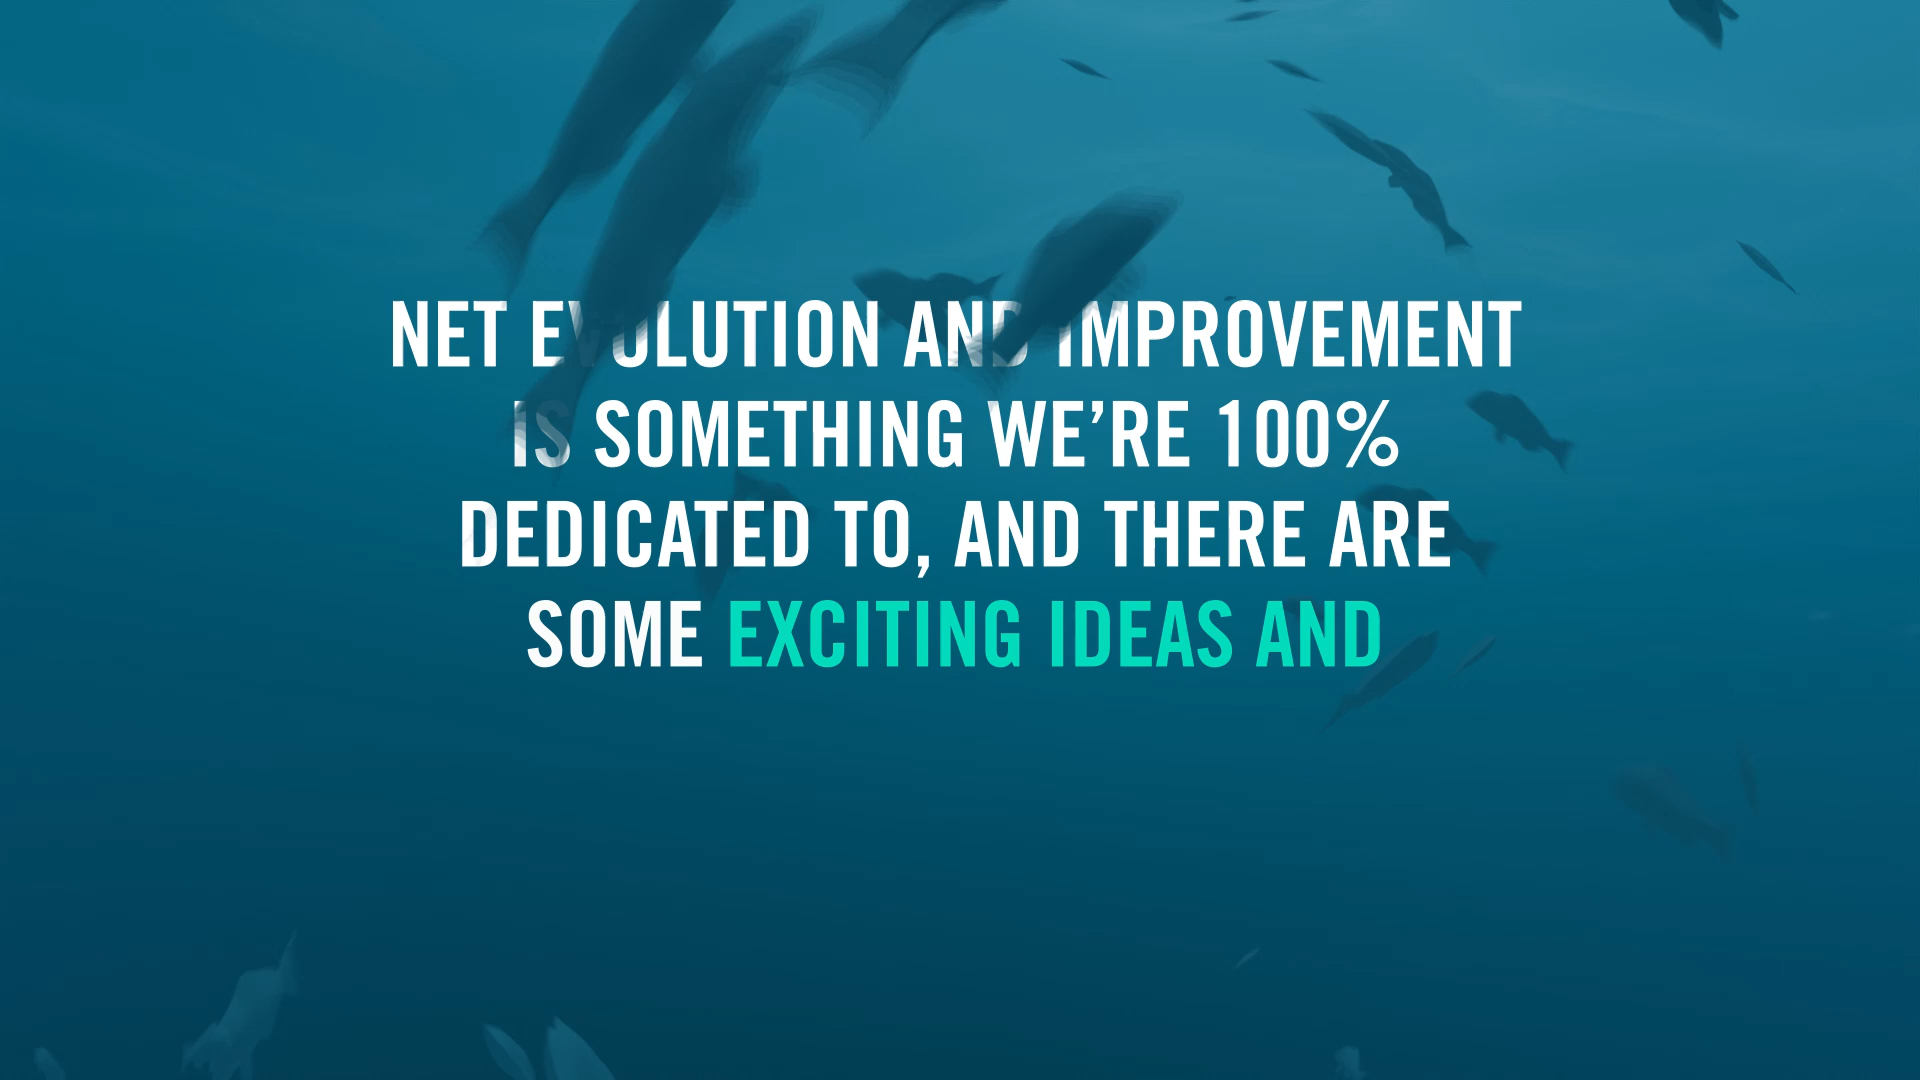 NET EVOLUTION AND IMPROVEMENT
IS SOMETHING WE’RE 100%
DEDICATED TO, AND THERE ARE
SOME EXCITING IDEAS AND